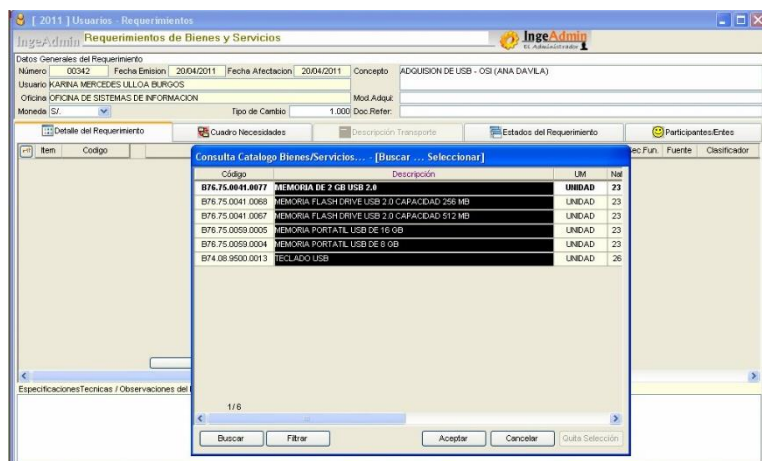 [ 2011 ] Usuarios - Requerimientos
IngeAdmin Requerimientos de Bienes y Servicios IngeAdmin
El Administrador
Datos Generales del Requerimiento
Número 00342 Fecha Emision 20/04/2011 Fecha Afectacion 20/04/2011 Concepto ADQUISION DE USB - OSI (ANA DAVILA)
Usuario KARINA MERCEDES ULLOA BURGOS
Oficina OFICINA DE SISTEMAS DE INFORMACION Mod.Adqui:
Moneda S/. Tipo de Cambio 1.000 Doc.Refer:
Detalle del Requerimiento Cuadro Necesidades Descripción Transporte Estados del Requerimiento Participantes/Entes
Item Codigo ec.Fun. Fuente Clasificador
Consulta Catalogo Bienes/Servicios... - [Buscar ... Seleccionar]
Código Descripción UM Nat
B76.75.0041.0077 MEMORIA DE 2 GB USB 2.0 UNIDAD 23
B76.75.0041.0068 MEMORIA FLASH DRIVE USB 2.0 CAPACIDAD 256 MB UNIDAD 23
B76.75.0041.0067 MEMORIA FLASH DRIVE USB 2.0 CAPACIDAD 512 MB UNIDAD 23
B76.75.0059.0005 MEMORIA PORTATIL USB DE 16 GB UNIDAD 23
B76.75.0059.0004 MEMORIA PORTATIL USB DE 8 GB UNIDAD 23
B74.08.9500.0013 TECLADO USB UNIDAD 26
EspecificacionesTecnicas / Observaciones del
1/6
Buscar Filtrar Aceptar Cancelar Quita Selección